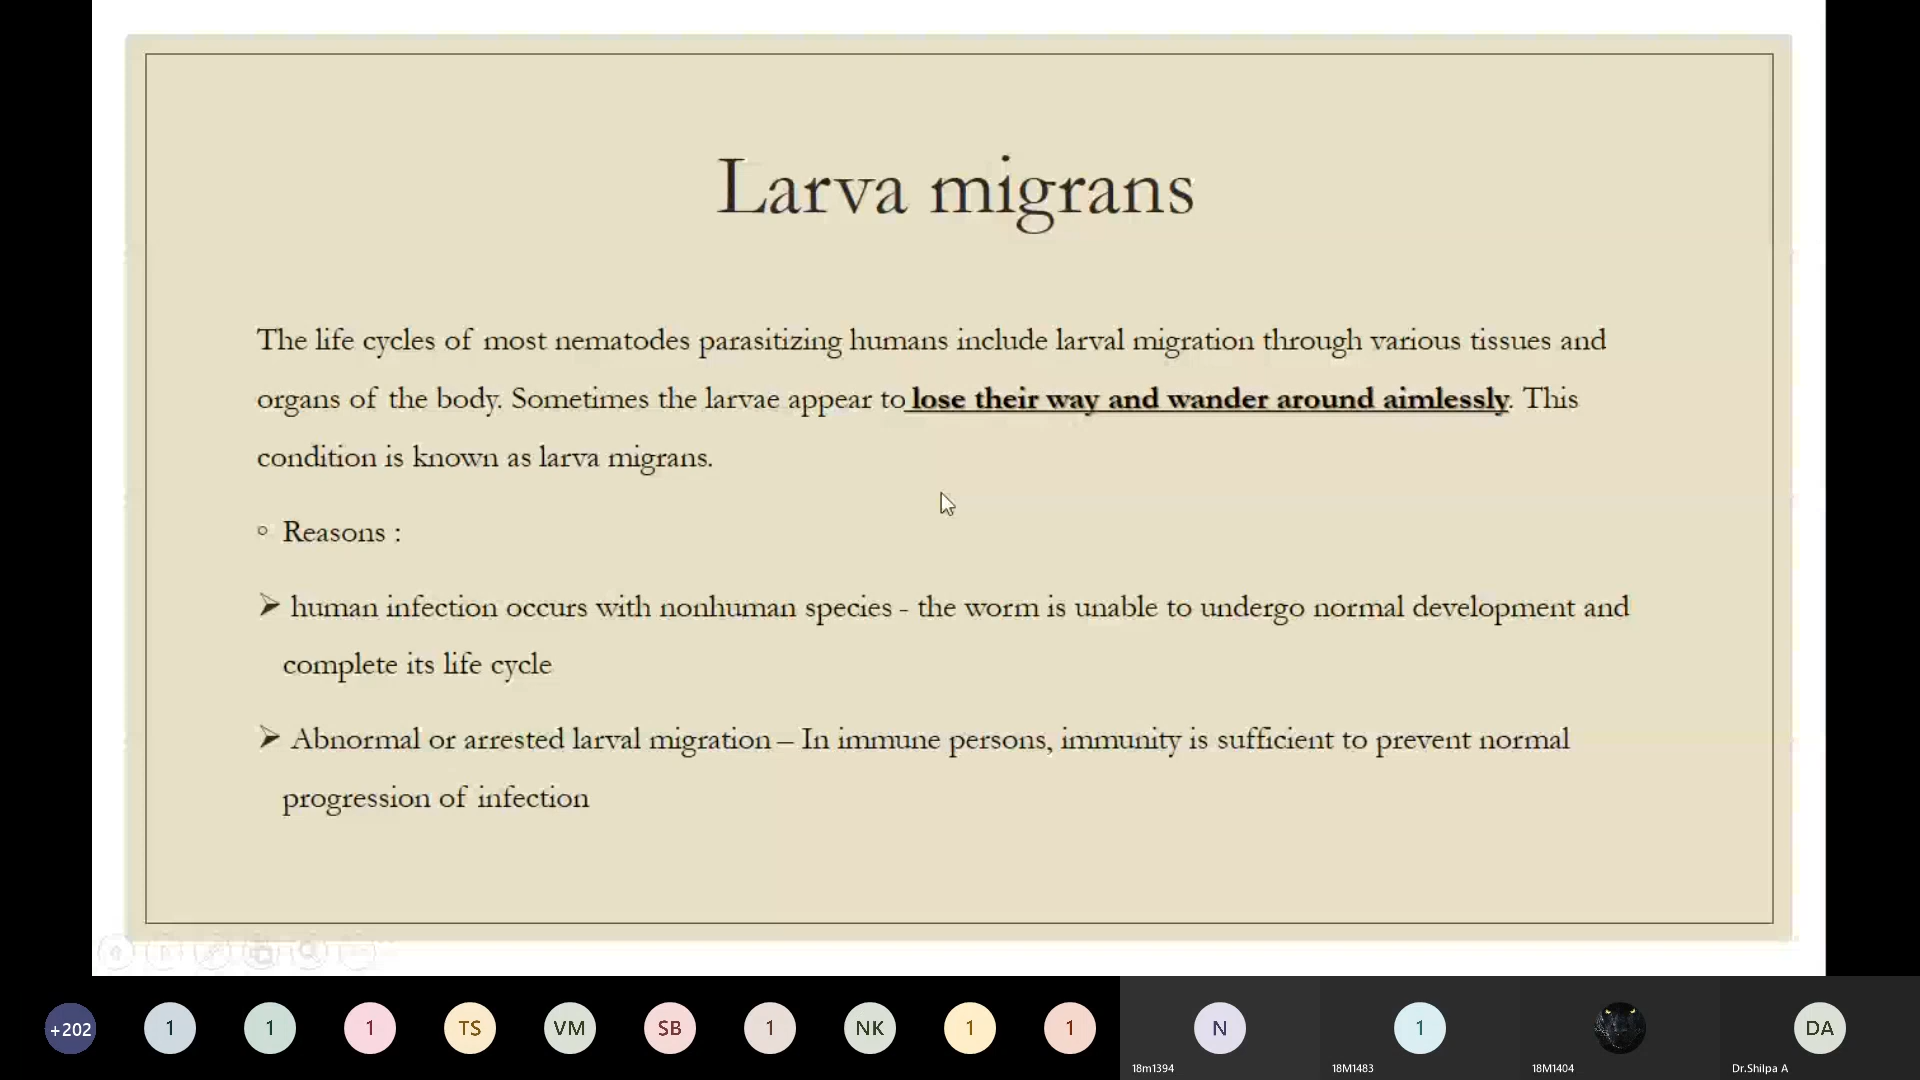 Larva migrans
The life cycles of most nematodes parasitizing humans include larval migration through various tissues and
organs of the body. Sometimes the larvae appear to lose their way and wander around aimlessly. This
condition is known as larva migrans.
◦ Reasons :
➤ human infection occurs with nonhuman species - the worm is unable to undergo normal development and
complete its life cycle
➤ Abnormal or arrested larval migration – In immune persons, immunity is sufficient to prevent normal
progression of infection
+202 1 1 1 TS VM SB 1 NK 1 1 N 1 DA
18m1394 18M1483 18M1404 Dr.Shilpa A